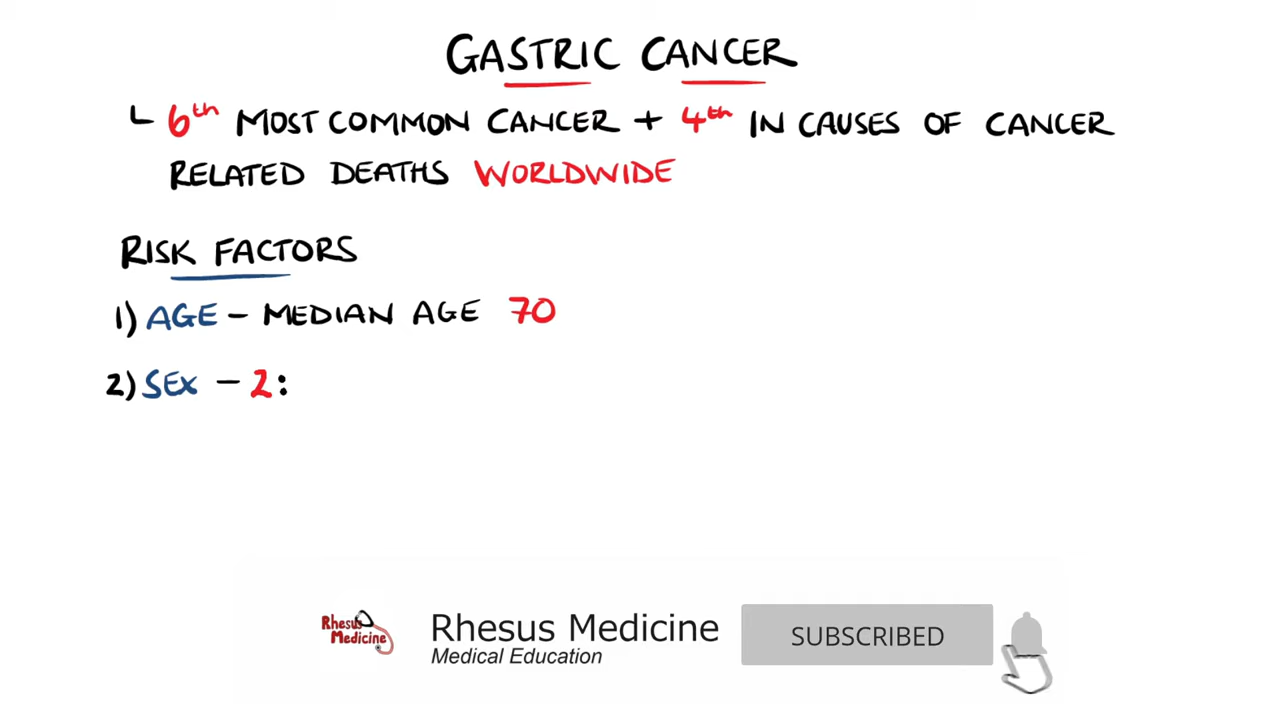 GASTRIC CANCER
6th MOST COMMON CANCER + 4th IN CAUSES OF CANCER
RELATED DEATHS WORLDWIDE
RISK FACTORS
1) AGE - MEDIAN AGE 70
2) SEX - 2:
Rhesus
Medicine
Rhesus Medicine
Medical Education
SUBSCRIBED